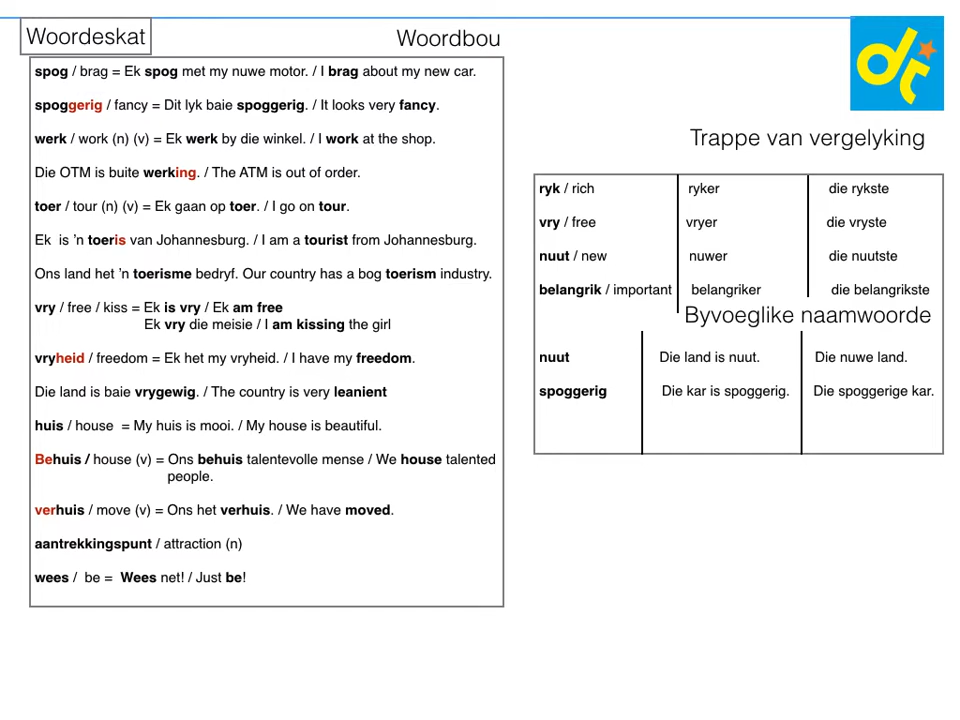 Woordeskat
Woordbou
spog / brag = Ek spog met my nuwe motor. / I brag about my new car.
spoggerig / fancy = Dit lyk baie spoggerig. / It looks very fancy.
werk / work (n) (v) = Ek werk by die winkel. / I work at the shop.
Die OTM is buite werking. / The ATM is out of order.
toer / tour (n) (v) = Ek gaan op toer. / I go on tour.
Ek is 'n toeris van Johannesburg. / I am a tourist from Johannesburg.
Ons land het 'n toerisme bedryf. Our country has a bog toerism industry.
vry / free / kiss = Ek is vry / Ek am free
Ek vry die meisie / I am kissing the girl
vryheid / freedom = Ek het my vryheid. / I have my freedom.
Die land is baie vrygewig. / The country is very leanient
huis / house = My huis is mooi. / My house is beautiful.
Behuis / house (v) = Ons behuis talentevolle mense / We house talented
people.
verhuis / move (v) = Ons het verhuis. / We have moved.
aantrekkingspunt / attraction (n)
wees / be = Wees net! / Just be!
dt
Trappe van vergelyking
ryk / rich ryker die rykste
vry / free vryer die vryste
nuut / new nuwer die nuutste
belangrik / important belangriker die belangrikste
Byvoeglike naamwoorde
nuut Die land is nuut. Die nuwe land.
spoggerig Die kar is spoggerig. Die spoggerige kar.